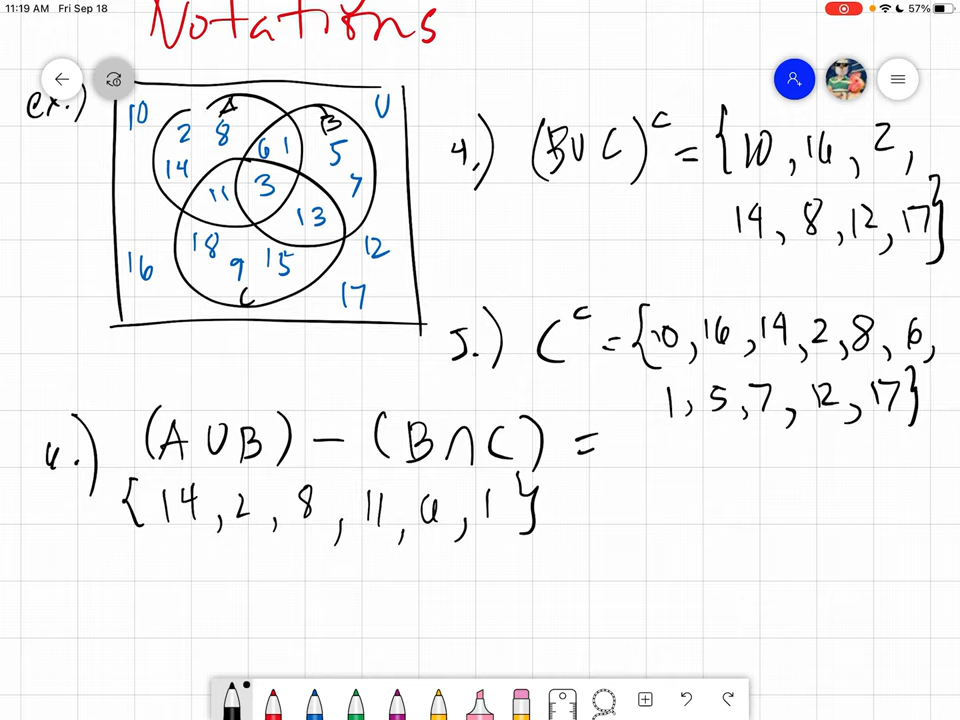 11:19 AM Fri Sep 18
57%
Notations
ex.)
10 A B U
2 8 6 1 5
14 11 3 7
13
18 9 15 12
16 C 17
4.) (B∪C)ᶜ = {10, 16, 2,
14, 8, 12, 17}
5.) Cᶜ = {10, 16, 14, 2, 8, 6,
1, 5, 7, 12, 17}
6.) (A ∪ B) − (B ∩ C) =
{14, 2, 8, 11, 6, 1}